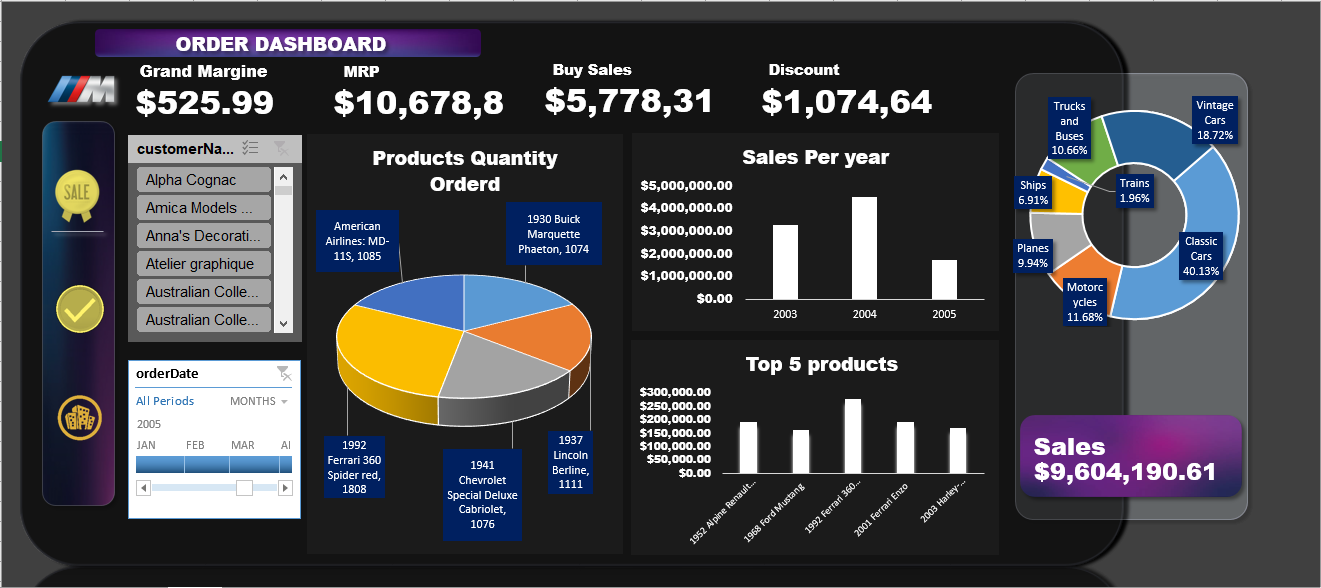 ORDER DASHBOARD
Grand Margine
$525.99
MRP
$10,678,8
Buy Sales
$5,778,31
Discount
$1,074,64
M
SALE
customerNa...
Alpha Cognac
Amica Models ...
Anna's Decorati...
Atelier graphique
Australian Colle...
Australian Colle...
orderDate
All Periods
MONTHS
2005
JAN
FEB
MAR
Al
Products Quantity
Orderd
American
Airlines: MD-
11S, 1085
1930 Buick
Marquette
Phaeton, 1074
1992
Ferrari 360
Spider red,
1808
1941
Chevrolet
Special Deluxe
Cabriolet,
1076
1937
Lincoln
Berline,
1111
Sales Per year
$5,000,000.00
$4,000,000.00
$3,000,000.00
$2,000,000.00
$1,000,000.00
$0.00
2003
2004
2005
Top 5 products
$300,000.00
$250,000.00
$200,000.00
$150,000.00
$100,000.00
$50,000.00
$0.00
1952 Alpine Renault...
1968 Ford Mustang
1992 Ferrari 360...
2001 Ferrari Enzo
2003 Harley-...
Trucks
and
Buses
10.66%
Vintage
Cars
18.72%
Trains
1.96%
Ships
6.91%
Planes
9.94%
Classic
Cars
40.13%
Motorc
ycles
11.68%
Sales
$9,604,190.61